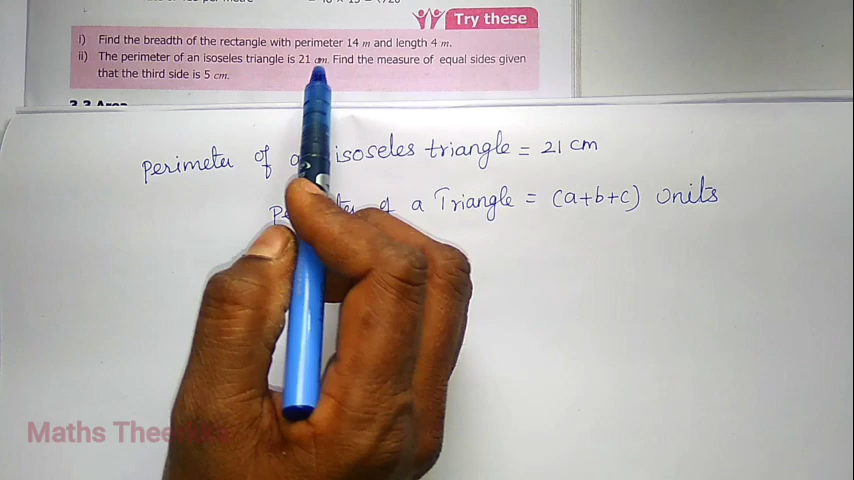 Try these
i) Find the breadth of the rectangle with perimeter 14 m and length 4 m.
ii) The perimeter of an isoseles triangle is 21 cm. Find the measure of equal sides given
that the third side is 5 cm.
perimeter of isoseles triangle = 21 cm
of a Triangle = (a+b+c) units
Maths